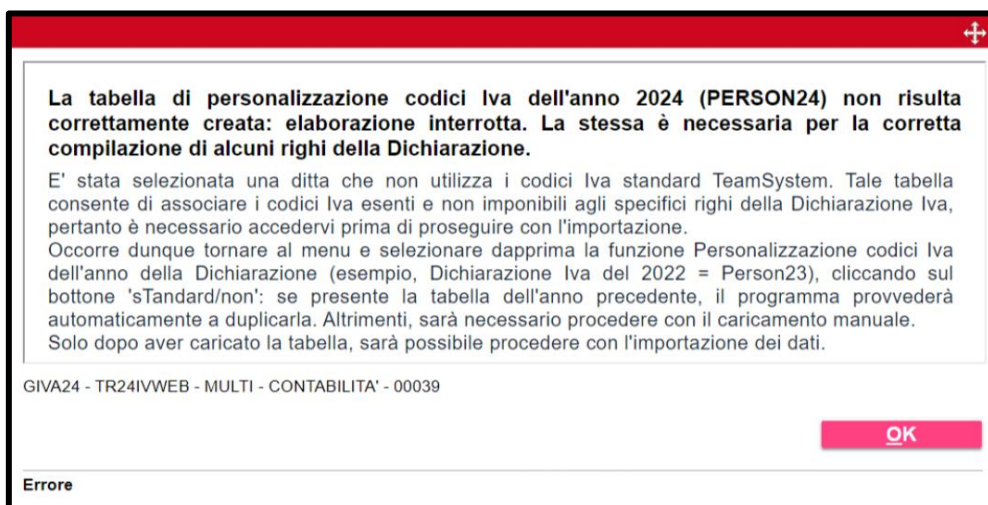 La tabella di personalizzazione codici Iva dell'anno 2024 (PERSON24) non risulta
correttamente creata: elaborazione interrotta. La stessa è necessaria per la corretta
compilazione di alcuni righi della Dichiarazione.
E' stata selezionata una ditta che non utilizza i codici Iva standard TeamSystem. Tale tabella
consente di associare i codici Iva esenti e non imponibili agli specifici righi della Dichiarazione Iva,
pertanto è necessario accedervi prima di proseguire con l'importazione.
Occorre dunque tornare al menu e selezionare dapprima la funzione Personalizzazione codici Iva
dell'anno della Dichiarazione (esempio, Dichiarazione Iva del 2022 = Person23), cliccando sul
bottone 'sTandard/non': se presente la tabella dell'anno precedente, il programma provvederà
automaticamente a duplicarla. Altrimenti, sarà necessario procedere con il caricamento manuale.
Solo dopo aver caricato la tabella, sarà possibile procedere con l'importazione dei dati.
GIVA24 - TR24IVWEB - MULTI - CONTABILITA' - 00039
OK
Errore